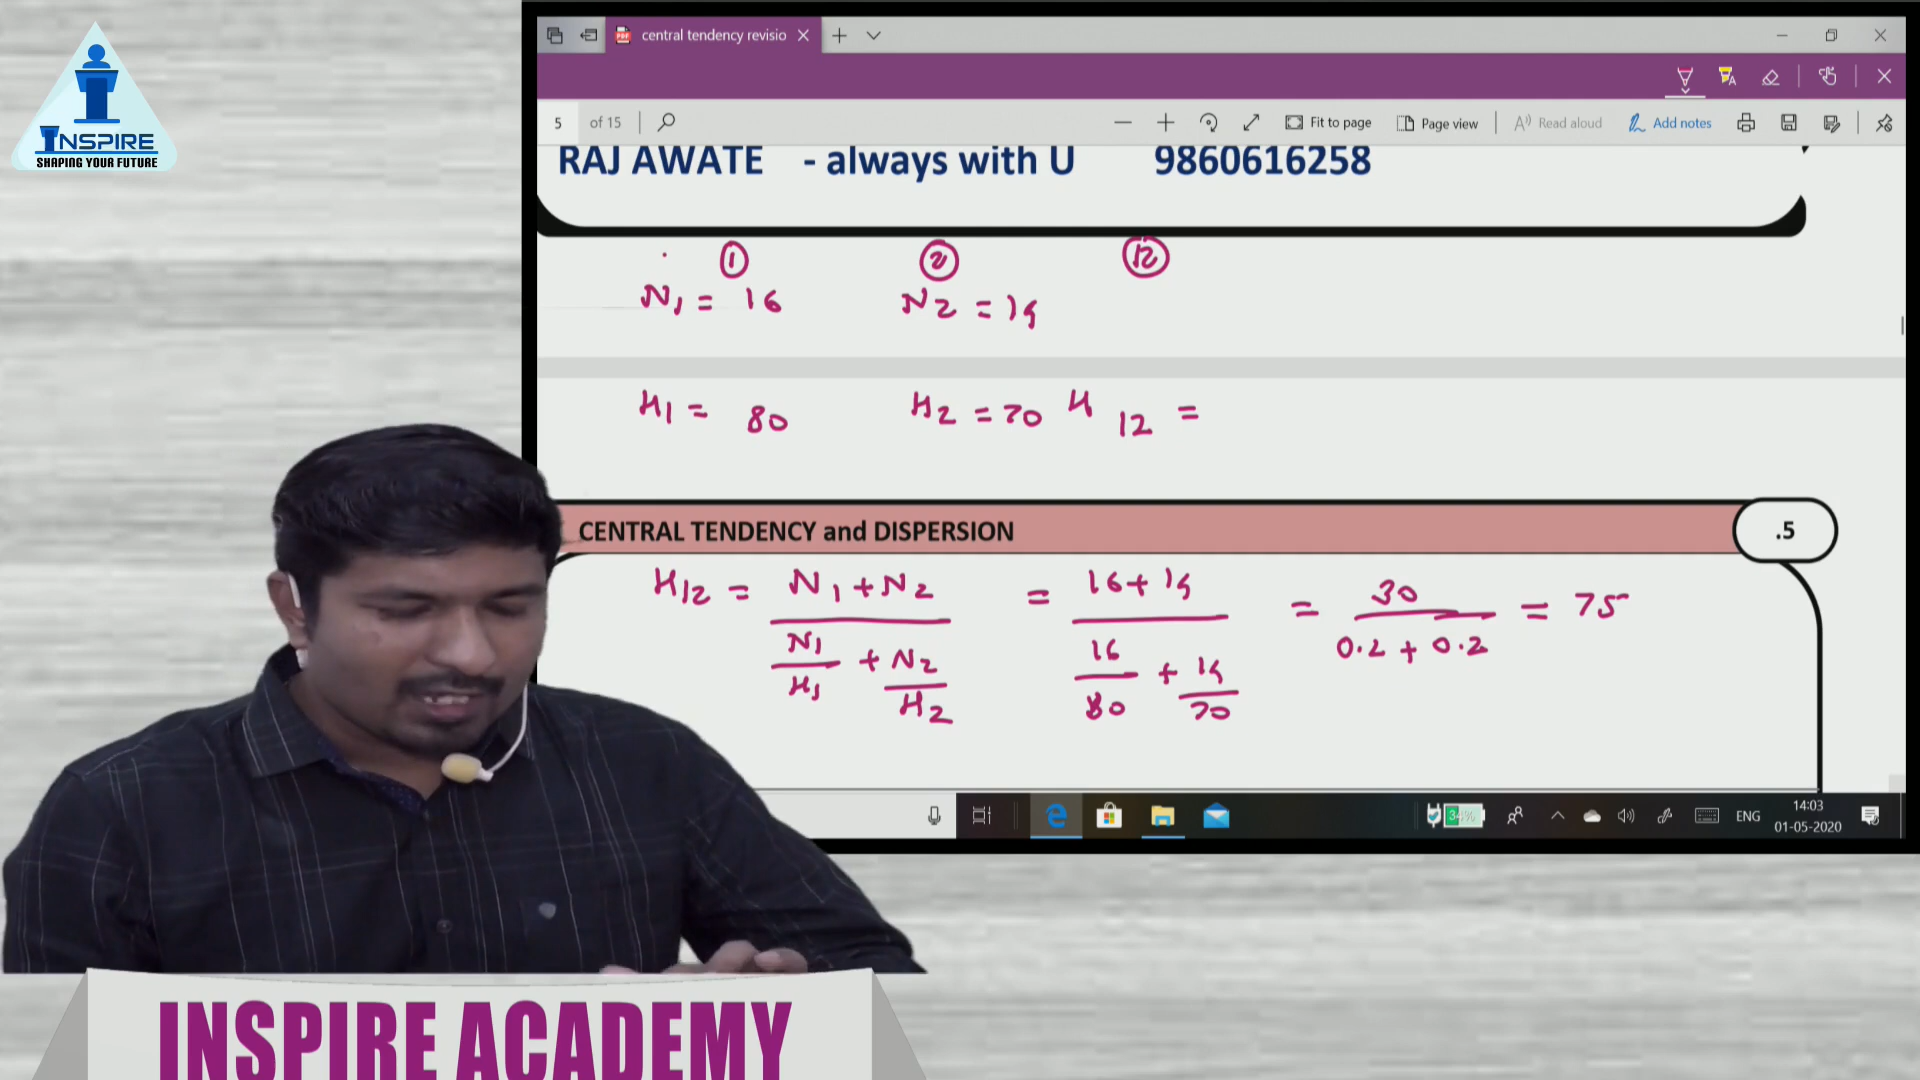 INSPIRE
SHAPING YOUR FUTURE
central tendency revisio
5 of 15
Fit to page
Page view
Read aloud
Add notes
RAJ AWATE - always with U 9860616258
① ② ⑫
N1 = 16 N2 = 14
H1 = 80 H2 = 70 H 12 =
CENTRAL TENDENCY and DISPERSION .5
H12 = N1 + N2 / N1/H1 + N2/H2 = 16 + 14 / 16/80 + 14/70 = 30 / 0.2 + 0.2 = 75
34%
ENG
14:03
01-05-2020
INSPIRE ACADEMY